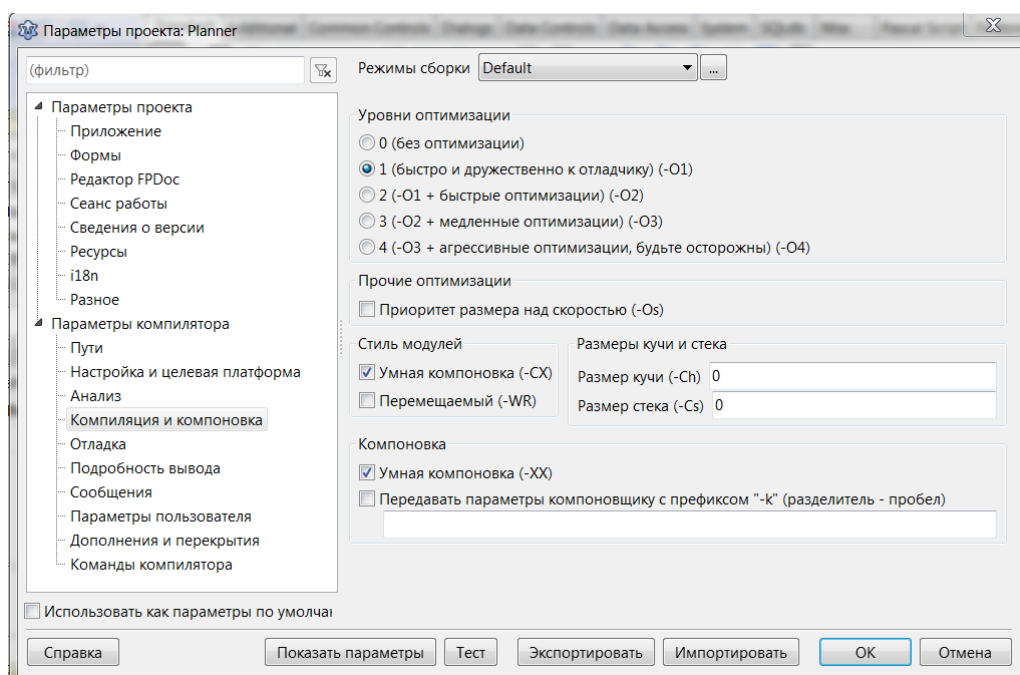 Параметры проекта: Planner
(фильтр)
Параметры проекта
Приложение
Формы
Редактор FPDoc
Сеанс работы
Сведения о версии
Ресурсы
i18n
Разное
Параметры компилятора
Пути
Настройка и целевая платформа
Анализ
Компиляция и компоновка
Отладка
Подробность вывода
Сообщения
Параметры пользователя
Дополнения и перекрытия
Команды компилятора
Использовать как параметры по умолчан
Режимы сборки Default ...
Уровни оптимизации
0 (без оптимизации)
1 (быстро и дружественно к отладчику) (-O1)
2 (-O1 + быстрые оптимизации) (-O2)
3 (-O2 + медленные оптимизации) (-O3)
4 (-O3 + агрессивные оптимизации, будьте осторожны) (-O4)
Прочие оптимизации
Приоритет размера над скоростью (-Os)
Стиль модулей
Умная компоновка (-CX)
Перемещаемый (-WR)
Размеры кучи и стека
Размер кучи (-Ch) 0
Размер стека (-Cs) 0
Компоновка
Умная компоновка (-XX)
Передавать параметры компоновщику с префиксом "-k" (разделитель - пробел)
Справка
Показать параметры
Тест
Экспортировать
Импортировать
OK
Отмена